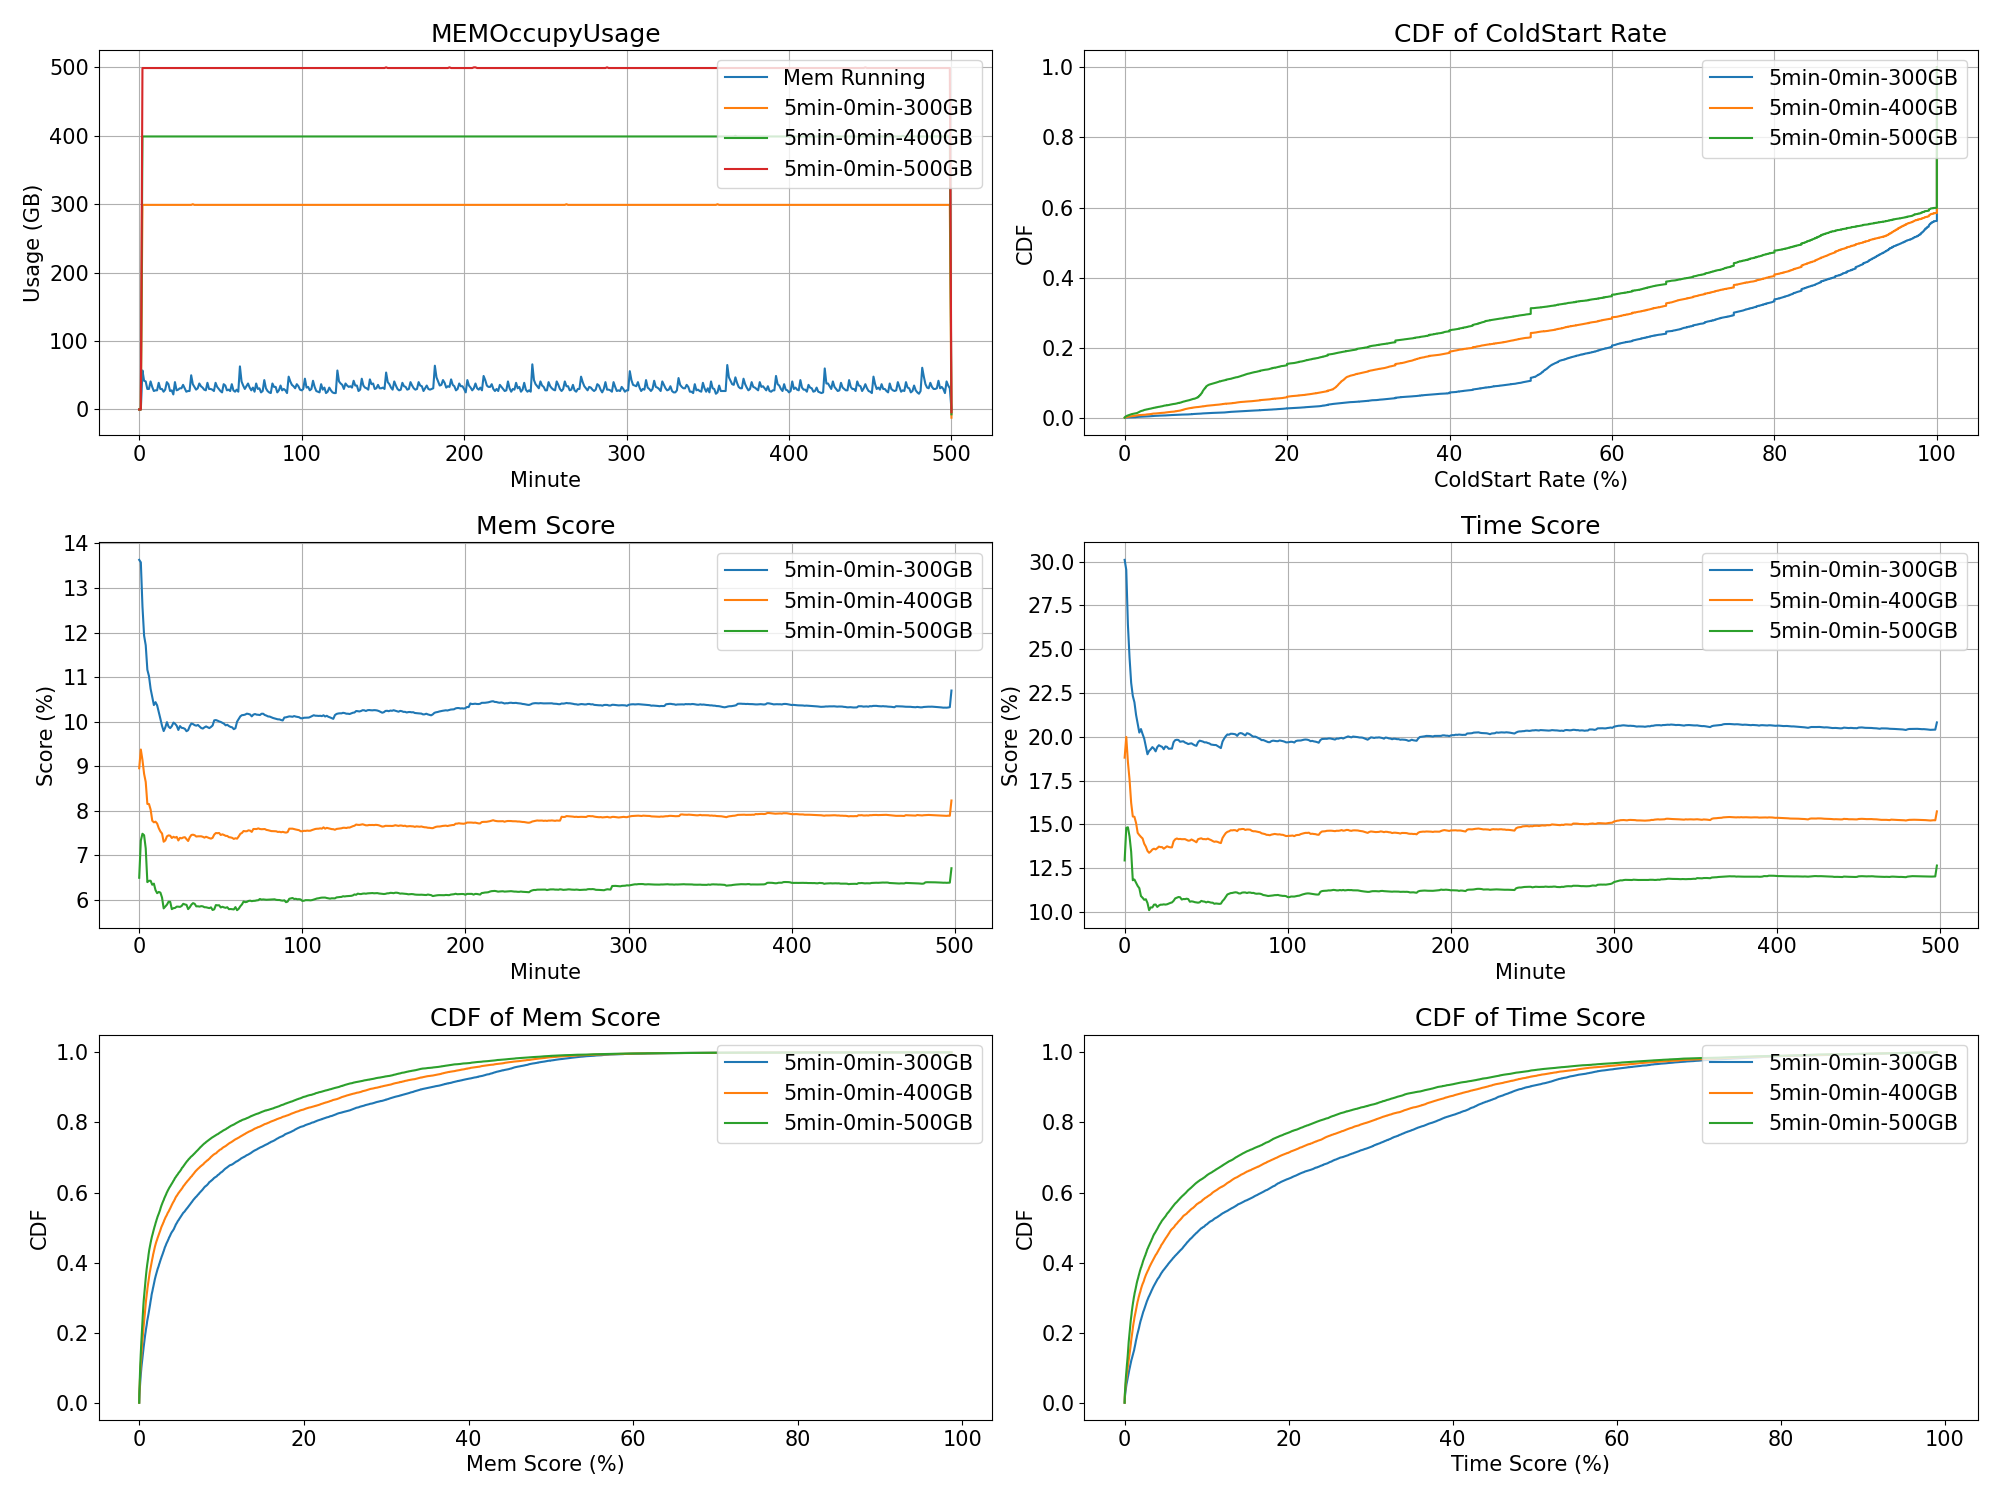 MEMOccupyUsage
500
400
300
200
100
0
Usage (GB)
0 100 200 300 400 500
Minute
Mem Running
5min-0min-300GB
5min-0min-400GB
5min-0min-500GB
CDF of ColdStart Rate
1.0
0.8
0.6
0.4
0.2
0.0
CDF
0 20 40 60 80 100
ColdStart Rate (%)
5min-0min-300GB
5min-0min-400GB
5min-0min-500GB
Mem Score
14
13
12
11
10
9
8
7
6
Score (%)
0 100 200 300 400 500
Minute
5min-0min-300GB
5min-0min-400GB
5min-0min-500GB
Time Score
30.0
27.5
25.0
22.5
20.0
17.5
15.0
12.5
10.0
Score (%)
0 100 200 300 400 500
Minute
5min-0min-300GB
5min-0min-400GB
5min-0min-500GB
CDF of Mem Score
1.0
0.8
0.6
0.4
0.2
0.0
CDF
0 20 40 60 80 100
Mem Score (%)
5min-0min-300GB
5min-0min-400GB
5min-0min-500GB
CDF of Time Score
1.0
0.8
0.6
0.4
0.2
0.0
CDF
0 20 40 60 80 100
Time Score (%)
5min-0min-300GB
5min-0min-400GB
5min-0min-500GB